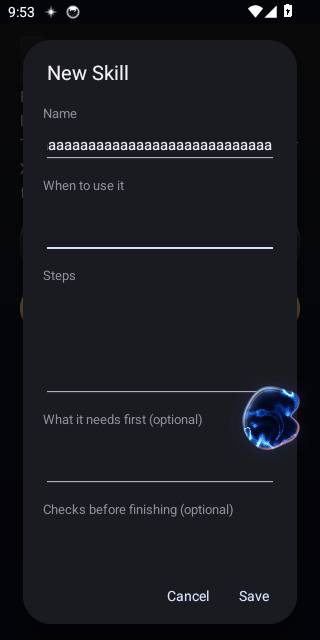 9:53
New Skill
Name
aaaaaaaaaaaaaaaaaaaaaaaaaaaa
When to use it
Steps
What it needs first (optional)
Checks before finishing (optional)
Cancel Save